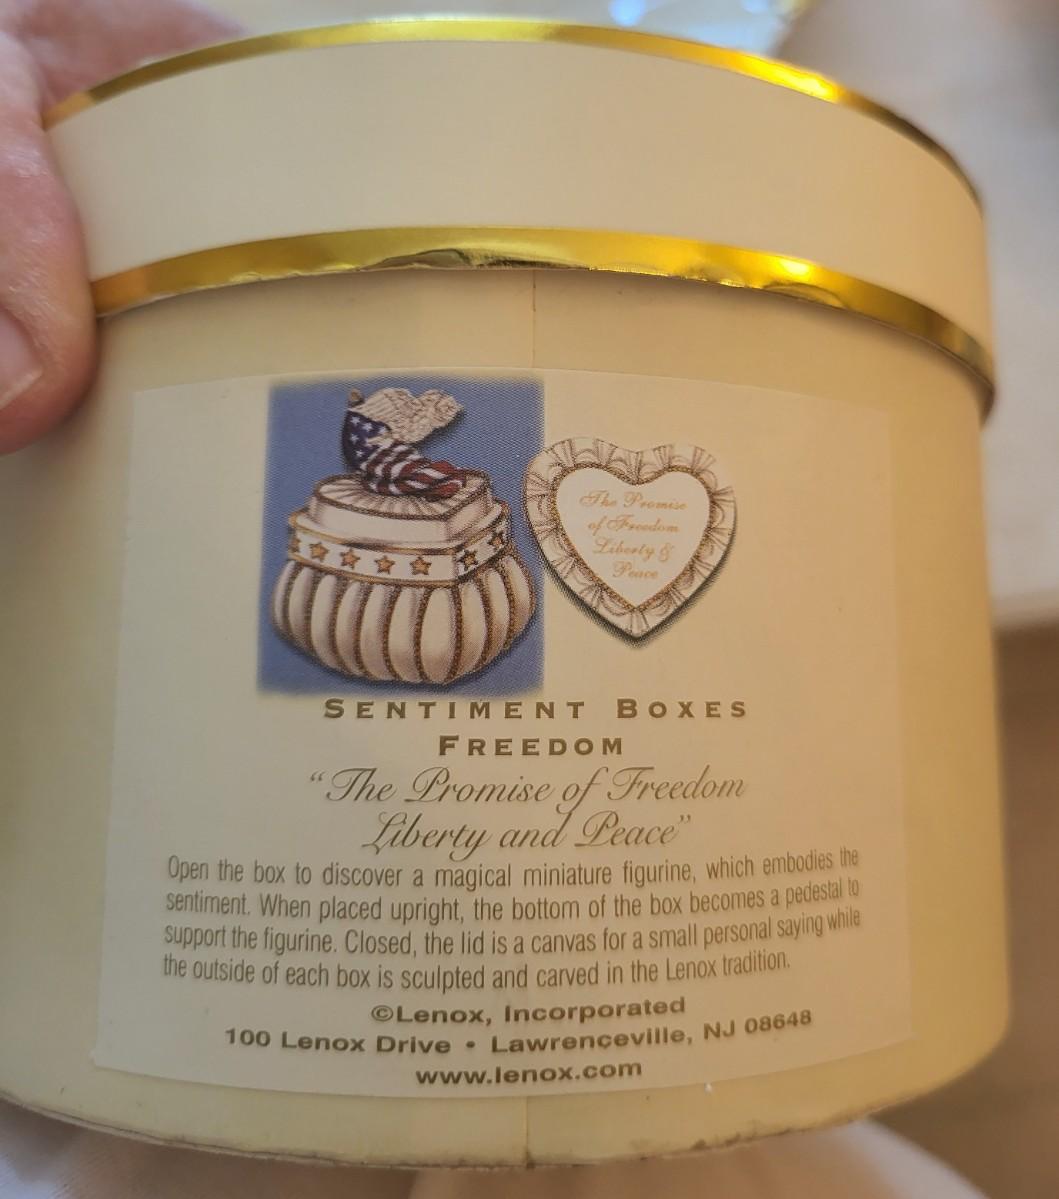 The Promise
of Freedom
Liberty &
Peace
SENTIMENT BOXES
FREEDOM
“The Promise of Freedom
Liberty and Peace”
Open the box to discover a magical miniature figurine, which embodies the
sentiment. When placed upright, the bottom of the box becomes a pedestal to
support the figurine. Closed, the lid is a canvas for a small personal saying while
the outside of each box is sculpted and carved in the Lenox tradition.
©Lenox, Incorporated
100 Lenox Drive • Lawrenceville, NJ 08648
www.lenox.com